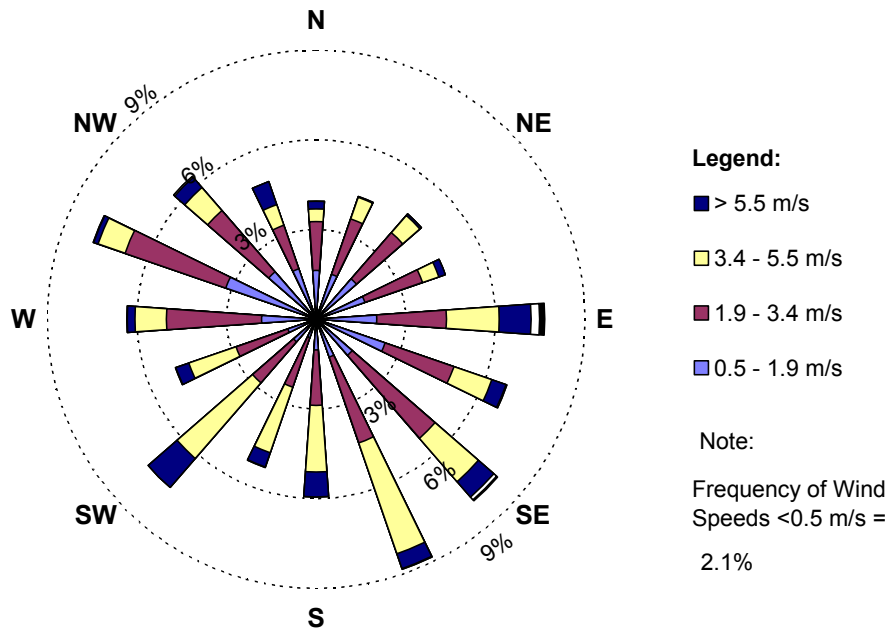 N
9%
NW
NE
6%
3%
W
E
3%
6%
SW
SE
9%
S
Legend:
> 5.5 m/s
3.4 - 5.5 m/s
1.9 - 3.4 m/s
0.5 - 1.9 m/s
Note:
Frequency of Wind
Speeds <0.5 m/s =
2.1%